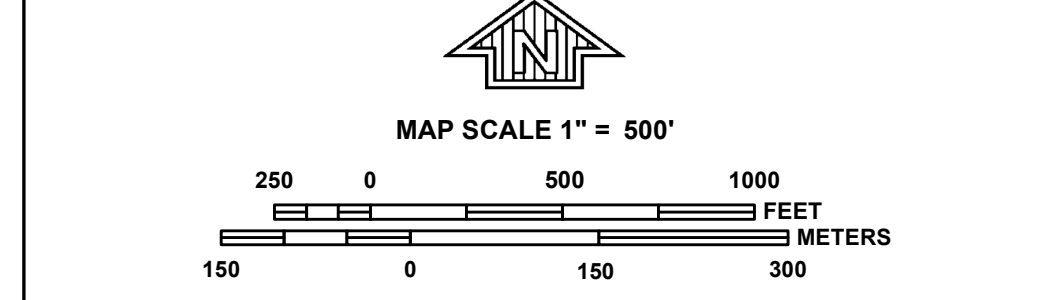 N
MAP SCALE 1" = 500'
250 0 500 1000
FEET
METERS
150 0 150 300